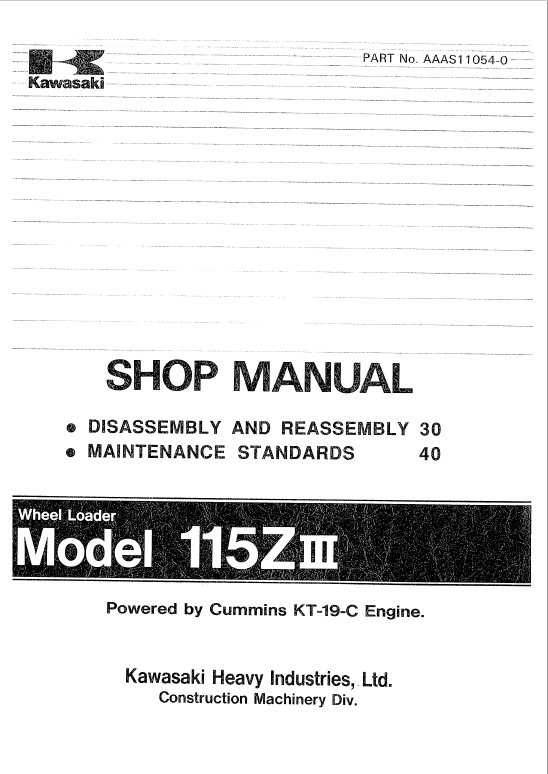 PART No. AAAS11054-0
Kawasaki
SHOP MANUAL
● DISASSEMBLY AND REASSEMBLY 30
● MAINTENANCE STANDARDS 40
Wheel Loader
Model 115ZIII
Powered by Cummins KT-19-C Engine.
Kawasaki Heavy Industries, Ltd.
Construction Machinery Div.